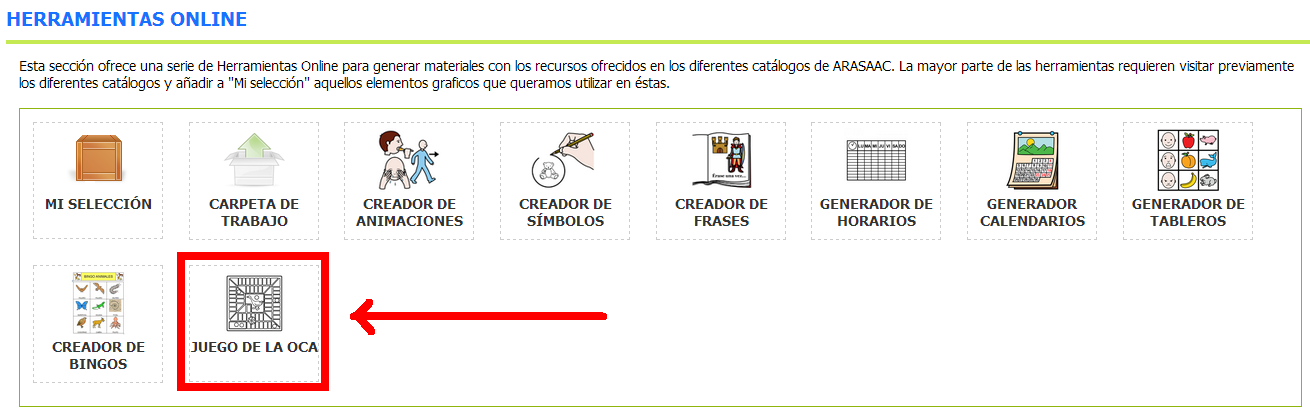 HERRAMIENTAS ONLINE
Esta sección ofrece una serie de Herramientas Online para generar materiales con los recursos ofrecidos en los diferentes catálogos de ARASAAC. La mayor parte de las herramientas requieren visitar previamente
los diferentes catálogos y añadir a "Mi selección" aquellos elementos graficos que queramos utilizar en éstas.
LU MA MI JU VI SA DO
Érase una vez...
MI SELECCIÓN
CARPETA DE
TRABAJO
CREADOR DE
ANIMACIONES
CREADOR DE
SÍMBOLOS
CREADOR DE
FRASES
GENERADOR DE
HORARIOS
GENERADOR
CALENDARIOS
GENERADOR DE
TABLEROS
BINGO ANIMALES
CREADOR DE
BINGOS
JUEGO DE LA OCA